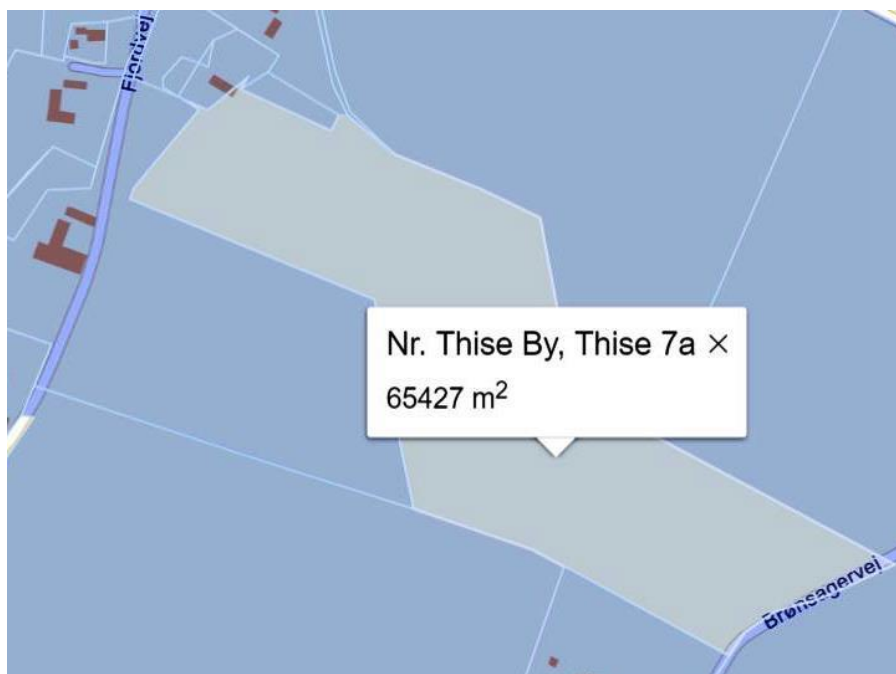 Fjordvej
Nr. Thise By, Thise 7a ×
65427 m²
Brønsagervej